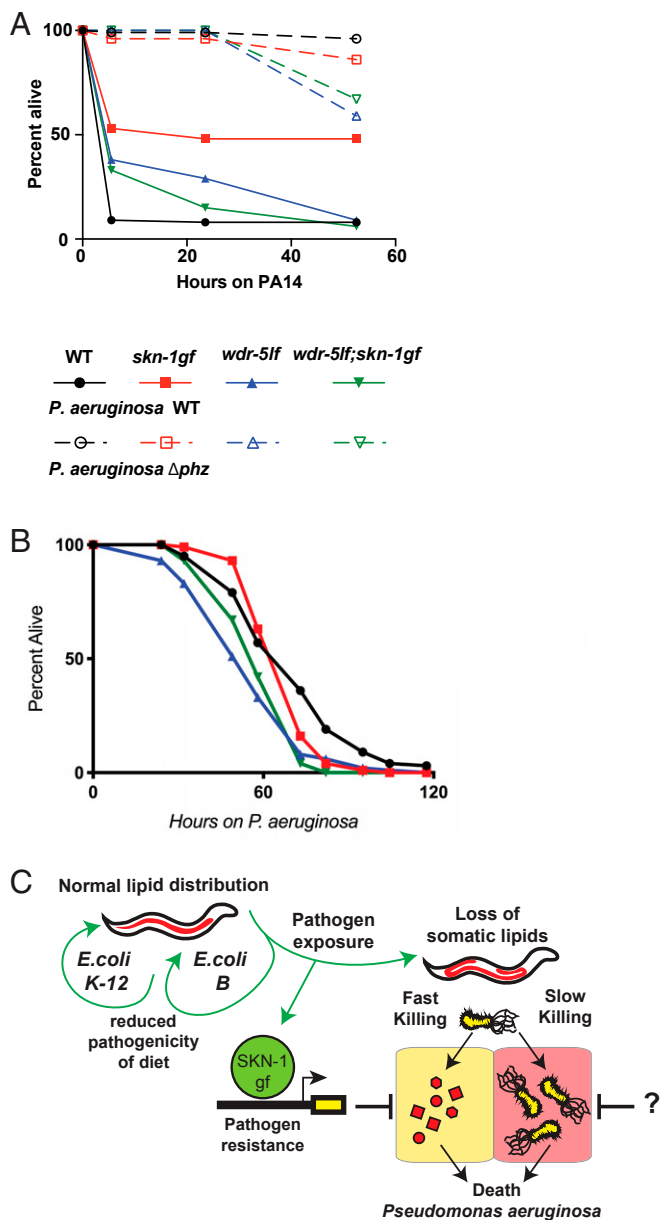 A
100
50
0
Percent alive
0
20
40
60
Hours on PA14
WT
skn-1gf
wdr-5lf
wdr-5lf;skn-1gf
P. aeruginosa WT
P. aeruginosa Δphz
B
100
50
0
Percent Alive
0
60
120
Hours on P. aeruginosa
C
Normal lipid distribution
E.coli
K-12
E.coli
B
reduced
pathogenicity
of diet
Pathogen
exposure
Loss of
somatic lipids
Fast
Killing
Slow
Killing
SKN-1
gf
Pathogen
resistance
?
Death
Pseudomonas aeruginosa